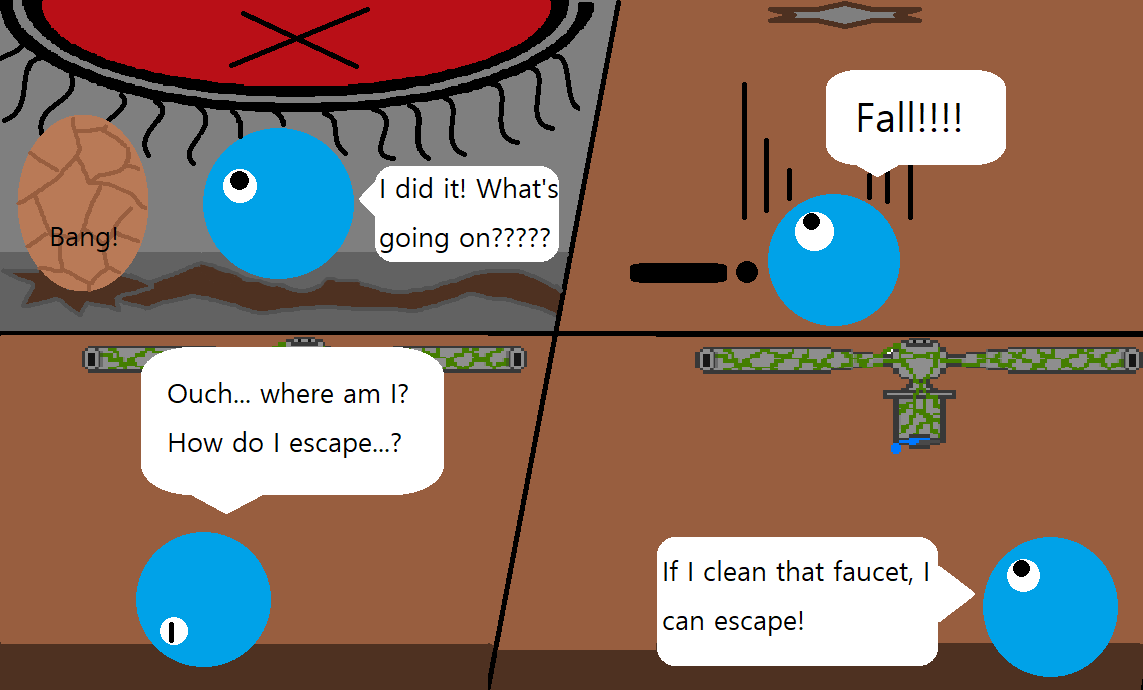 Bang!
I did it! What's
going on?????
Fall!!!!
Ouch... where am I?
How do I escape...?
If I clean that faucet, I
can escape!